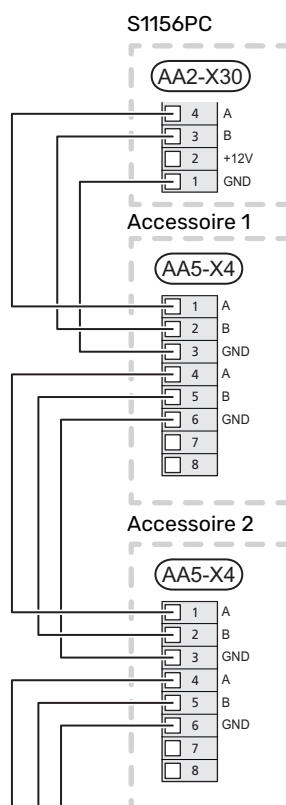 S1156PC
AA2-X30
4 A
3 B
2 +12V
1 GND
Accessoire 1
AA5-X4
1 A
2 B
3 GND
4 A
5 B
6 GND
7
8
Accessoire 2
AA5-X4
1 A
2 B
3 GND
4 A
5 B
6 GND
7
8